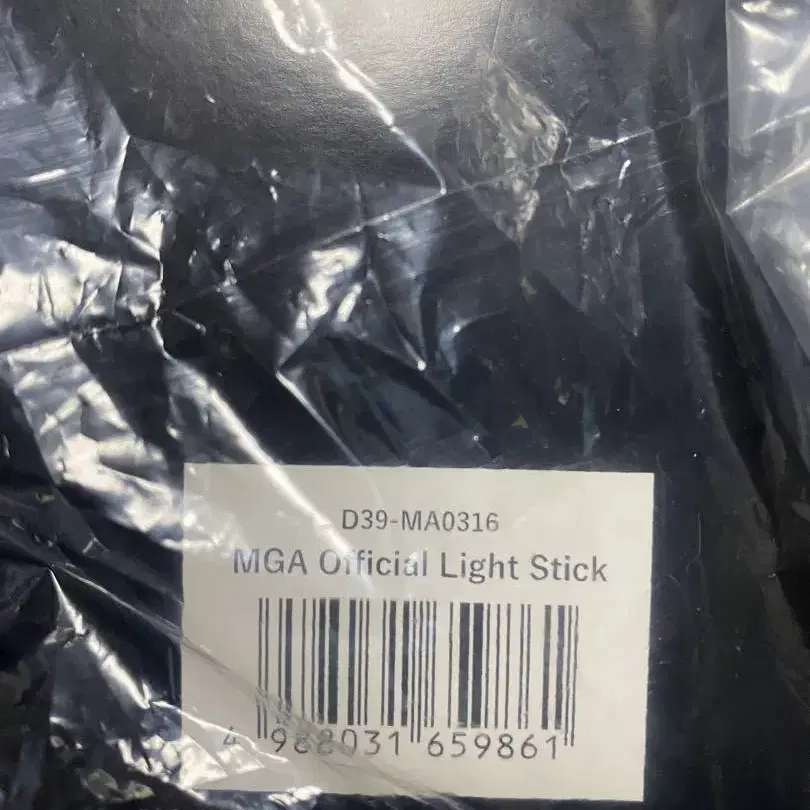 D39-MA0316
MGA Official Light Stick
4 988031 659861